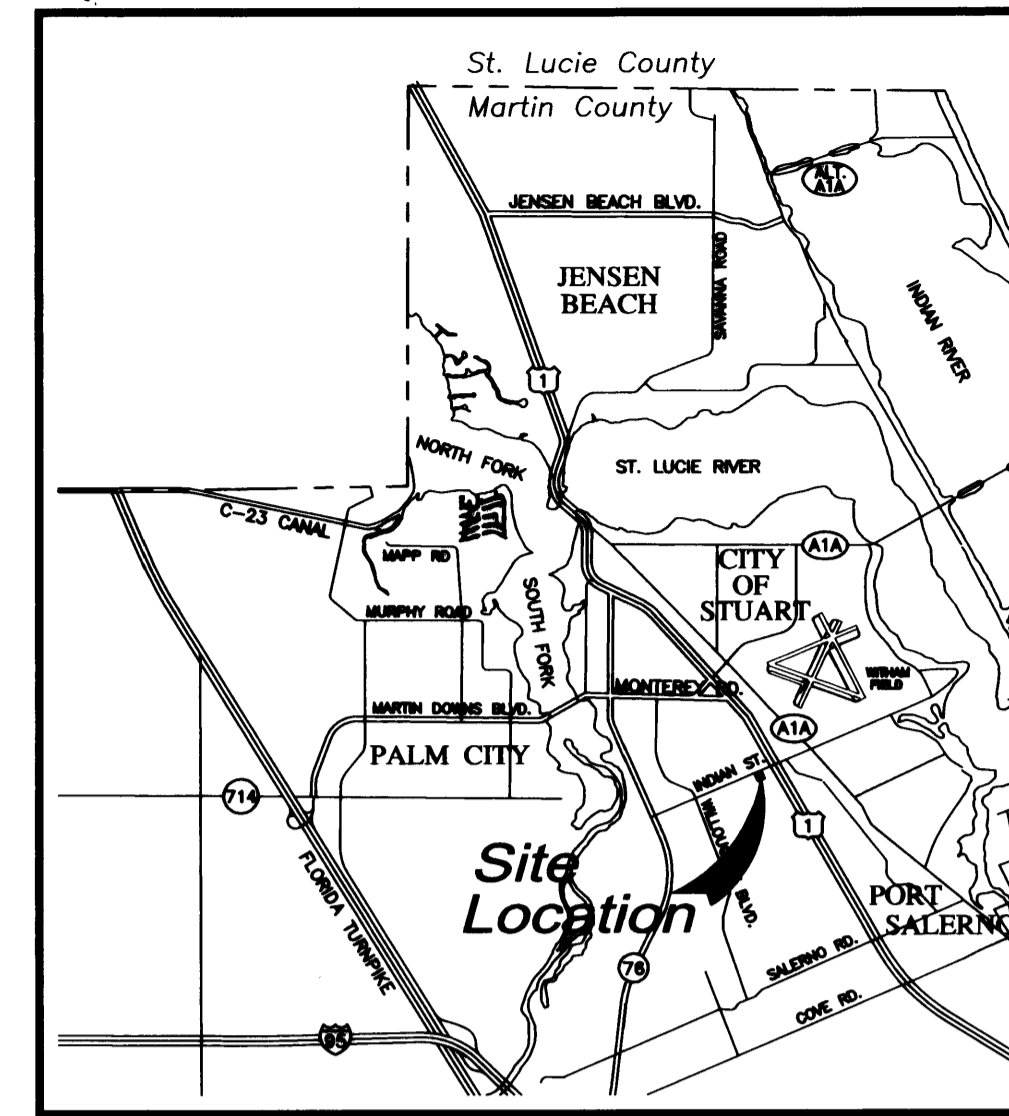 St. Lucie County
Martin County
ALT.
A1A
JENSEN BEACH BLVD.
SAVANNA ROAD
JENSEN
BEACH
INDIAN RIVER
1
NORTH FORK
ST. LUCIE RIVER
C-23 CANAL
MAPP RD
A1A
CITY
OF
STUART
SOUTH FORK
MURPHY ROAD
WITHAM
FIELD
MONTEREY RD.
MARTIN DOWNS BLVD.
A1A
PALM CITY
INDIAN ST.
714
1
BLVD.
Site
Location
FLORIDA TURNPIKE
PORT
SALERNO
76
SALERNO RD.
COVE RD.
95